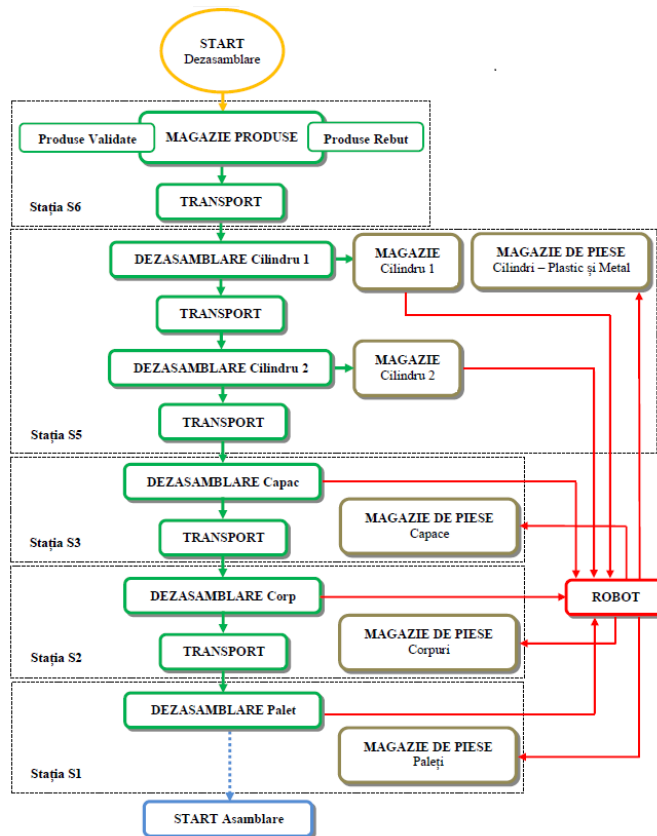 START
Dezasamblare
Produse Validate
MAGAZIE PRODUSE
Produse Rebut
TRANSPORT
Stația S6
DEZASAMBLARE Cilindru 1
MAGAZIE
Cilindru 1
MAGAZIE DE PIESE
Cilindri – Plastic și Metal
TRANSPORT
DEZASAMBLARE Cilindru 2
MAGAZIE
Cilindru 2
TRANSPORT
Stația S5
DEZASAMBLARE Capac
MAGAZIE DE PIESE
Capace
TRANSPORT
Stația S3
DEZASAMBLARE Corp
ROBOT
MAGAZIE DE PIESE
Corpuri
TRANSPORT
Stația S2
DEZASAMBLARE Palet
MAGAZIE DE PIESE
Paleți
Stația S1
START Asamblare